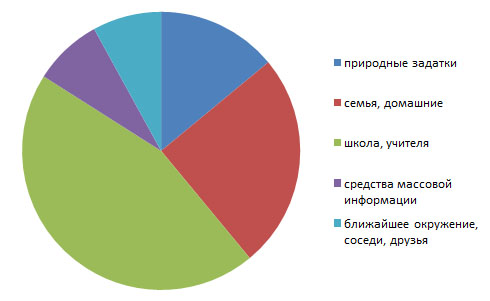 природные задатки
семья, домашние
школа, учителя
средства массовой
информации
ближайшее окружение,
соседи, друзья